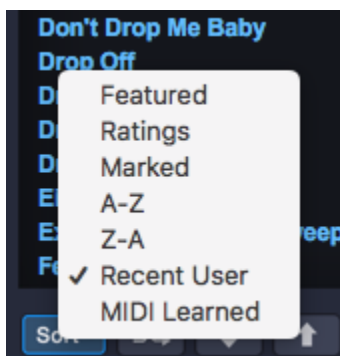 Don't Drop Me Baby
Drop Off
Featured
Ratings
Marked
A-Z
Z-A
Recent User
MIDI Learned